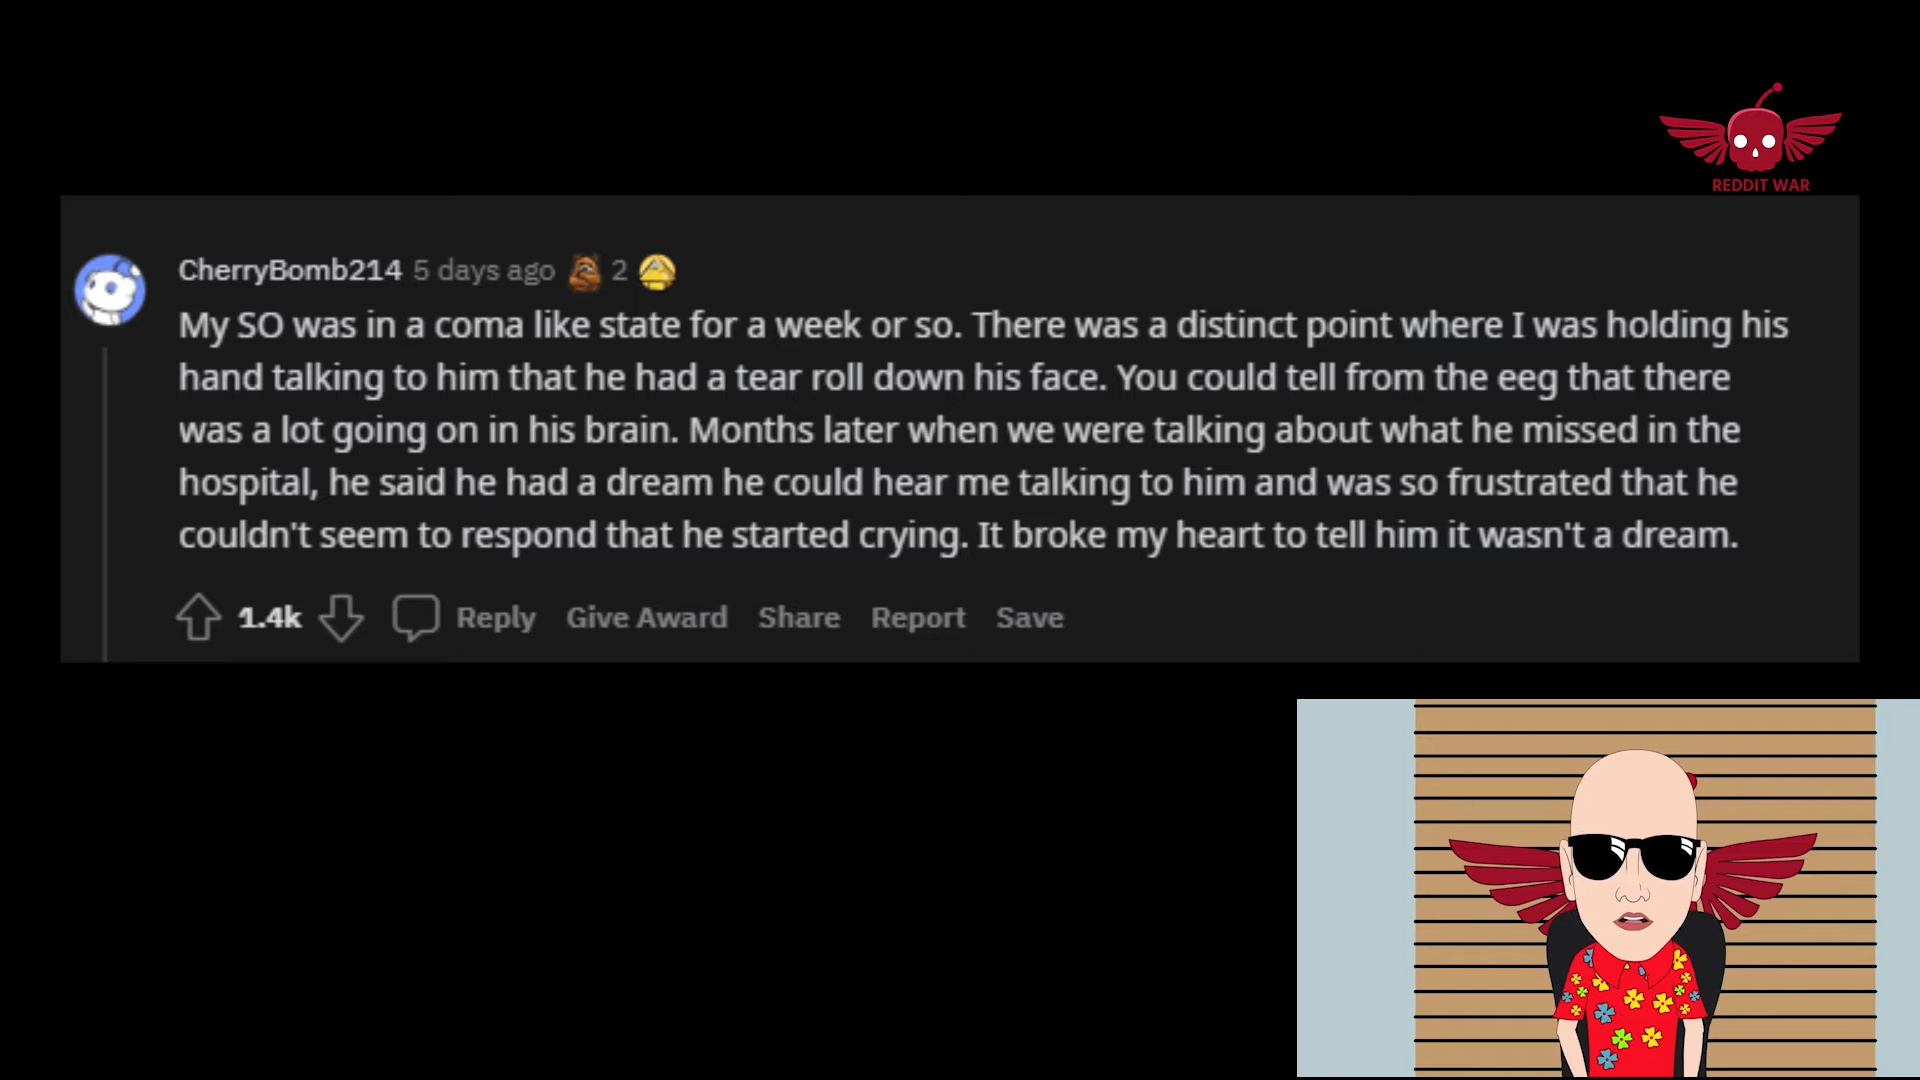 REDDIT WAR
CherryBomb214 5 days ago 2
My SO was in a coma like state for a week or so. There was a distinct point where I was holding his
hand talking to him that he had a tear roll down his face. You could tell from the eeg that there
was a lot going on in his brain. Months later when we were talking about what he missed in the
hospital, he said he had a dream he could hear me talking to him and was so frustrated that he
couldn't seem to respond that he started crying. It broke my heart to tell him it wasn't a dream.
1.4k Reply Give Award Share Report Save